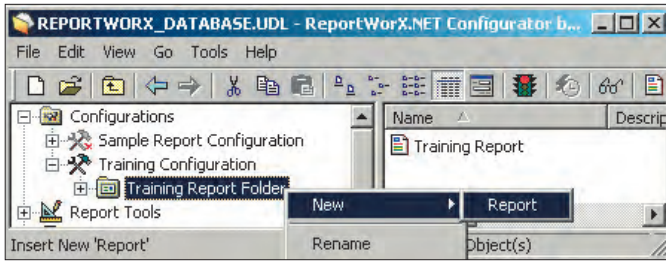 REPORTWORX_DATABASE.UDL - ReportWorX.NET Configurator b...
File Edit View Go Tools Help
Configurations
Sample Report Configuration
Training Configuration
Training Report Folder
Report Tools
Name
Descrip
Training Report
New
Report
Rename
Insert New 'Report'
Object(s)